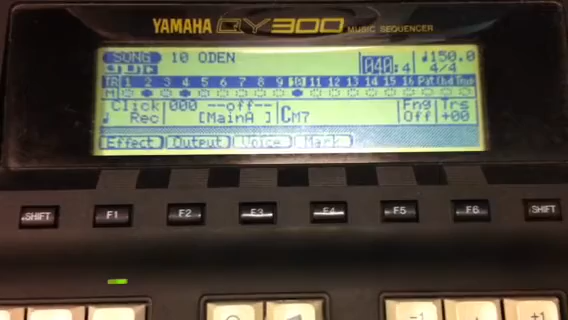 YAMAHA QY300 MUSIC SEQUENCER
SONG 10 ODEN 040:4 ♩150.0
4/4
TR 1 2 3 4 5 6 7 8 9 10 11 12 13 14 15 16 Pat Chd Tmp
M
Click 000 --off-- CM7 Fng Trs
♩ Rec [MainA ] Off +00
Effect Output Voice Mark
SHIFT F1 F2 F3 F4 F5 F6 SHIFT
-1 +1